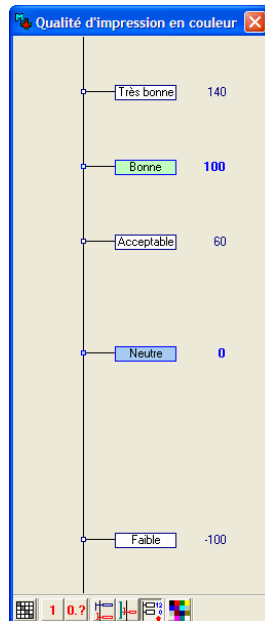 Qualité d'impression en couleur
Très bonne 140
Bonne 100
Acceptable 60
Neutre 0
Faible -100
1 0.?